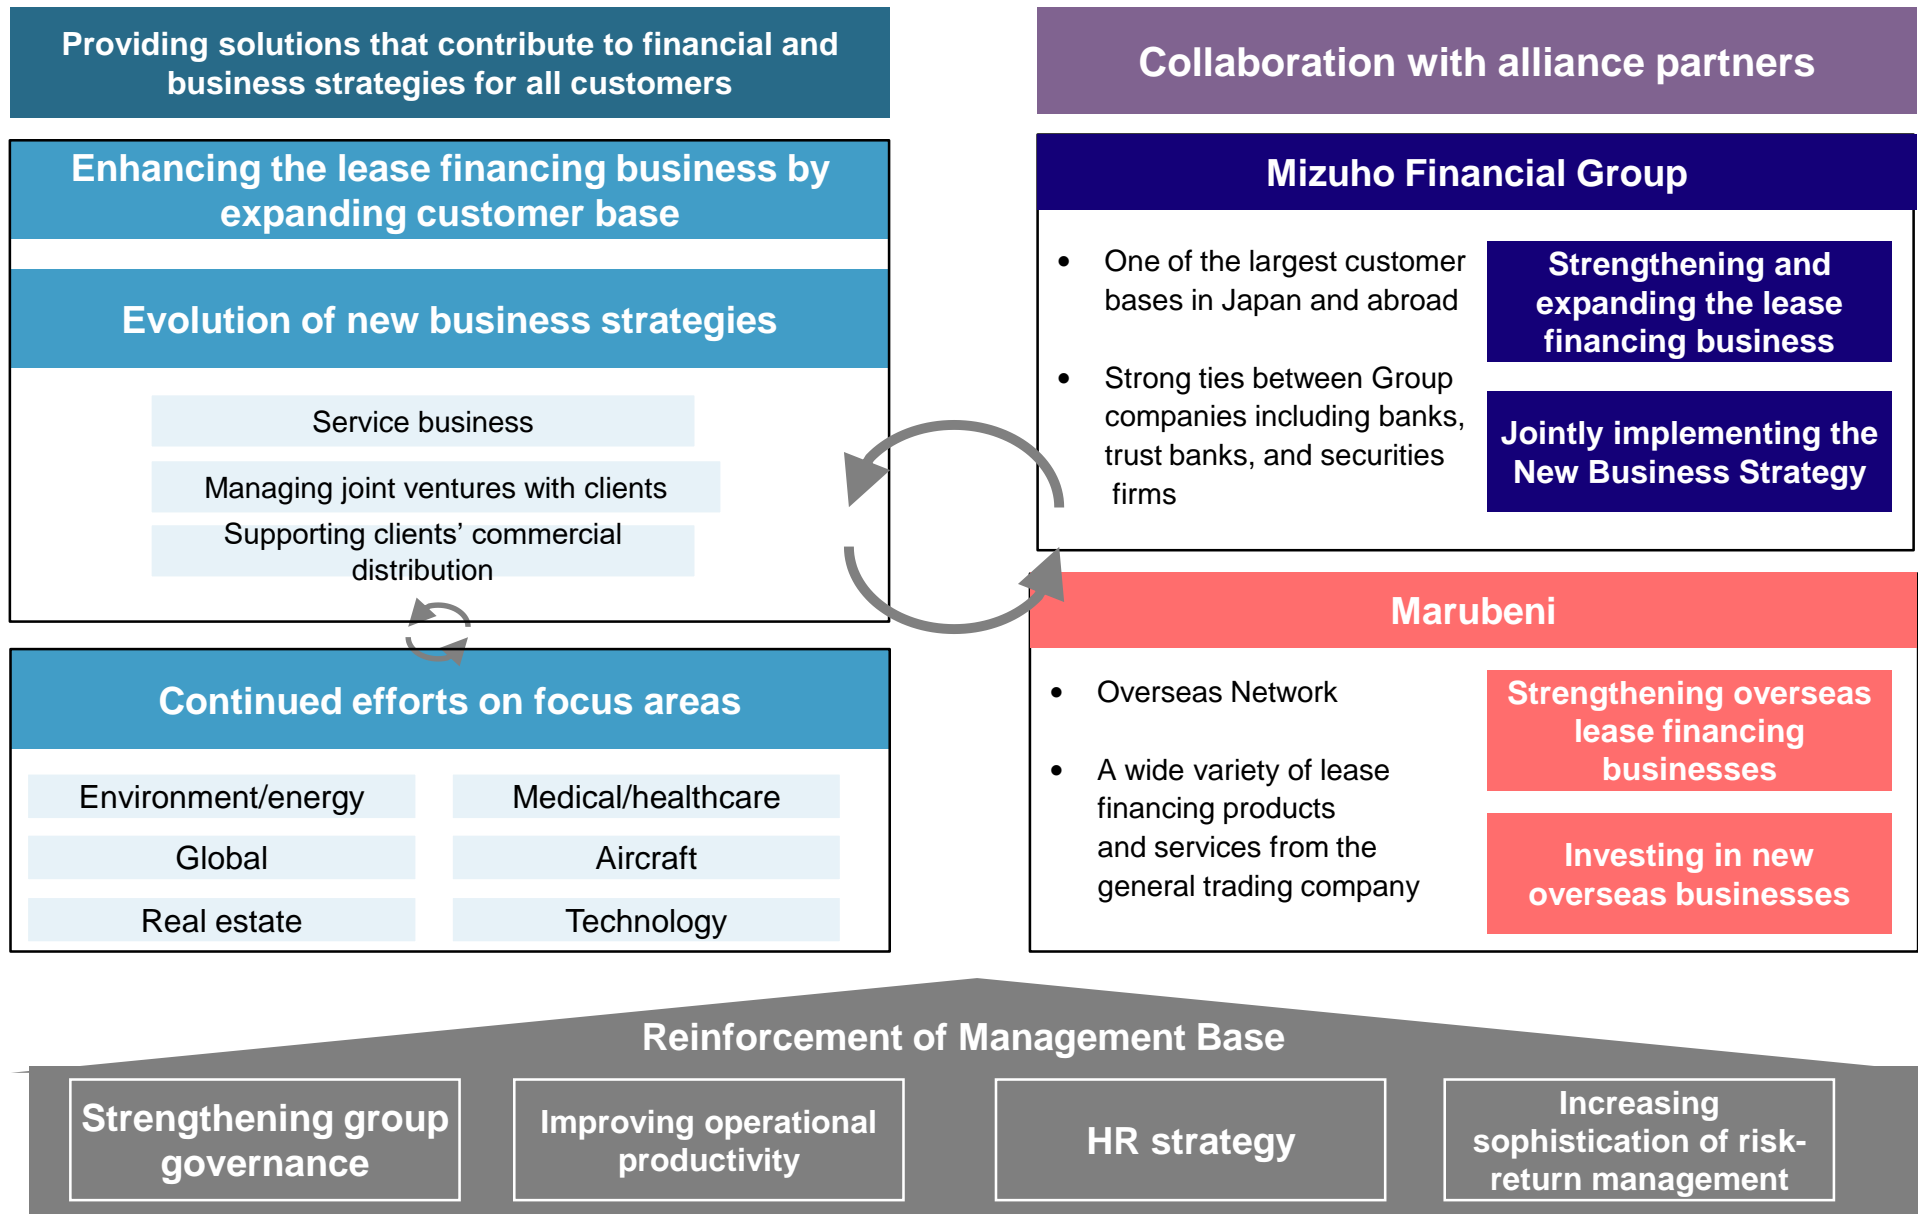 Providing solutions that contribute to financial and
business strategies for all customers
Enhancing the lease financing business by
expanding customer base
Evolution of new business strategies
Service business
Managing joint ventures with clients
Supporting clients’ commercial
distribution
Continued efforts on focus areas
Environment/energy
Medical/healthcare
Global
Aircraft
Real estate
Technology
Collaboration with alliance partners
Mizuho Financial Group
• One of the largest customer
bases in Japan and abroad
• Strong ties between Group
companies including banks,
trust banks, and securities
firms
Strengthening and
expanding the lease
financing business
Jointly implementing the
New Business Strategy
Marubeni
• Overseas Network
• A wide variety of lease
financing products
and services from the
general trading company
Strengthening overseas
lease financing
businesses
Investing in new
overseas businesses
Reinforcement of Management Base
Strengthening group
governance
Improving operational
productivity
HR strategy
Increasing
sophistication of risk-
return management